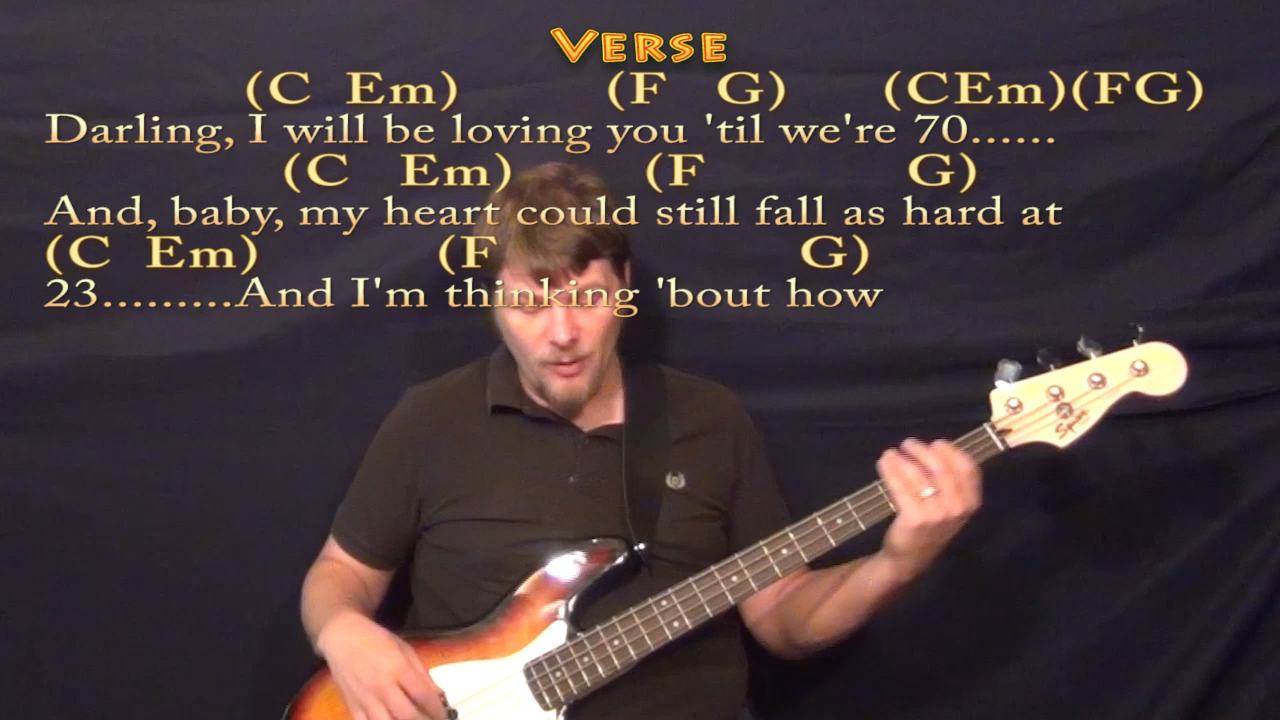 VERSE
(C Em) (F G) (CEm)(FG)
Darling, I will be loving you 'til we're 70......
(C Em) (F G)
And, baby, my heart could still fall as hard at
(C Em) (F G)
23.........And I'm thinking 'bout how
Squier